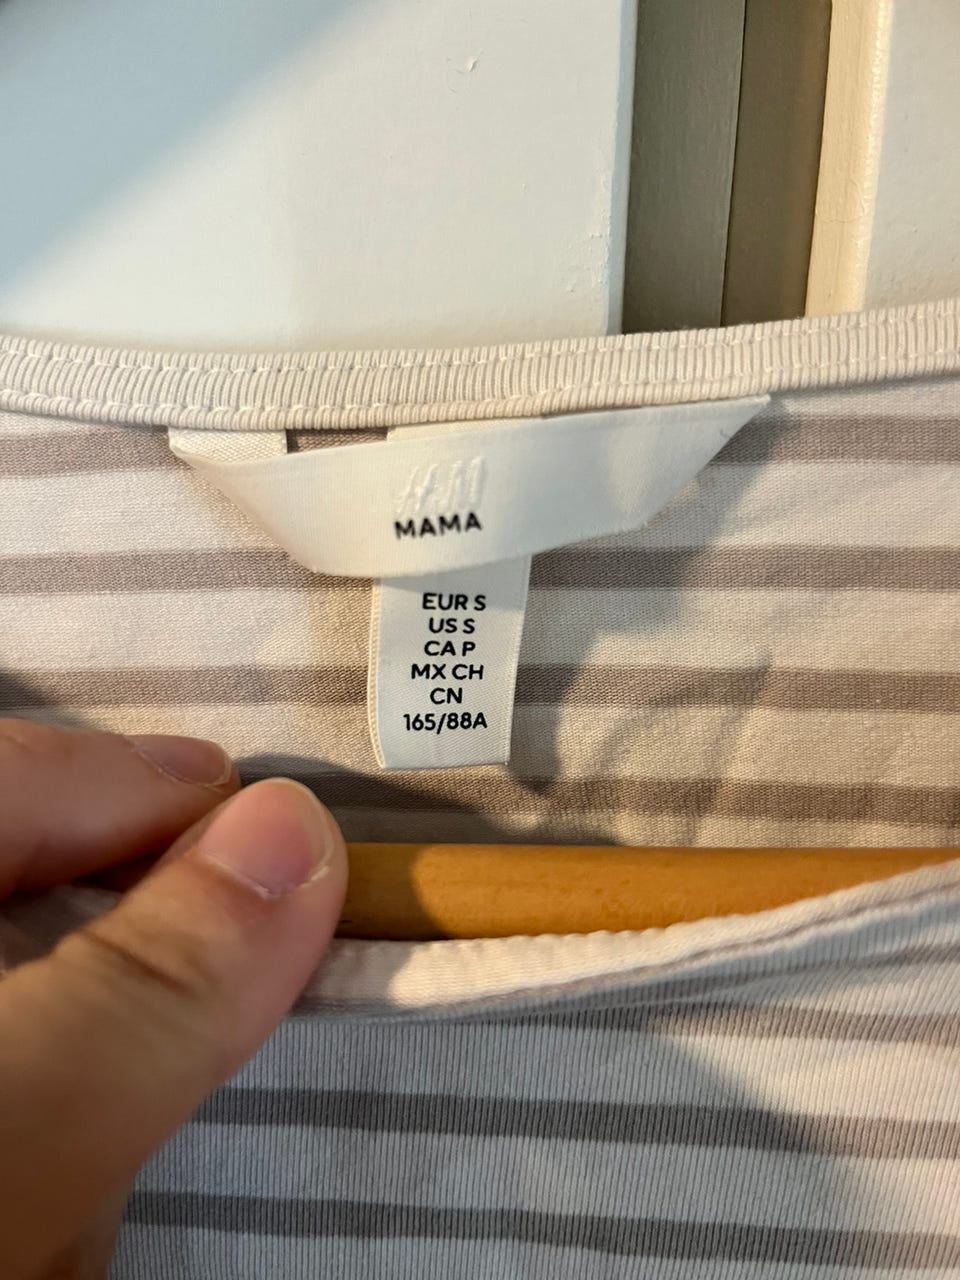 H&M
MAMA
EUR S
US S
CA P
MX CH
CN
165/88A